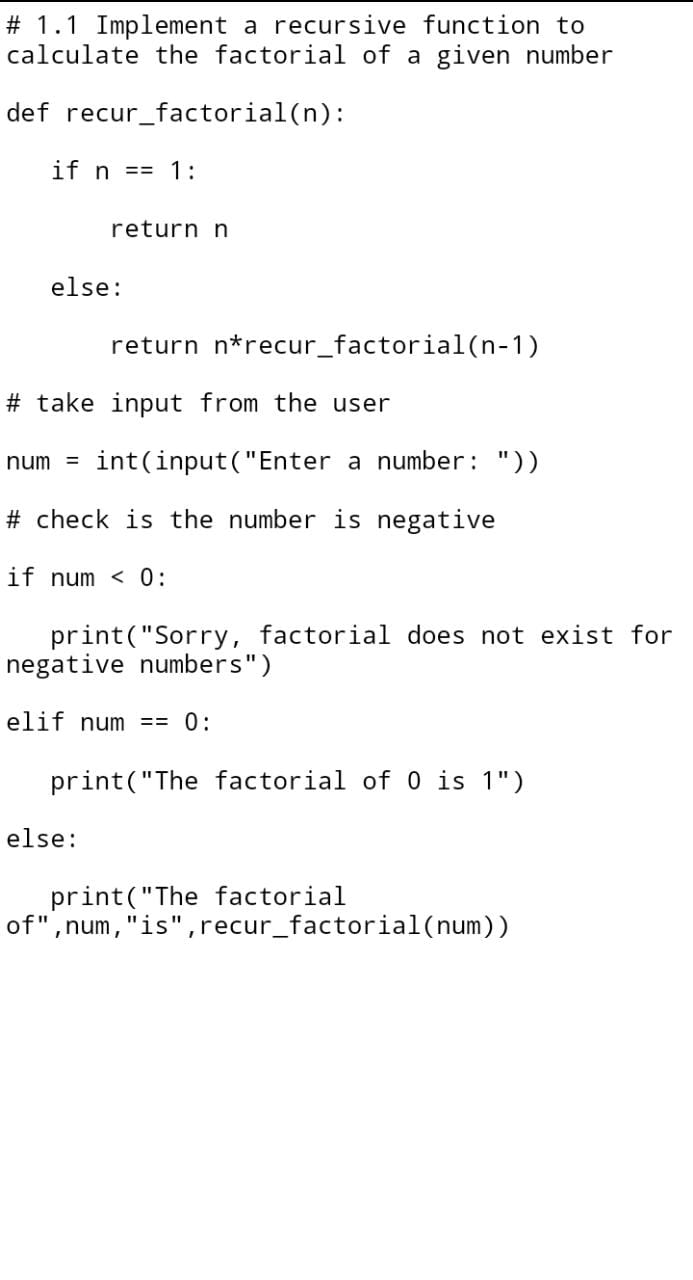 # 1.1 Implement a recursive function to
calculate the factorial of a given number
def recur_factorial(n):
   if n == 1:
       return n
   else:
       return n*recur_factorial(n-1)
# take input from the user
num = int(input("Enter a number: "))
# check is the number is negative
if num < 0:
   print("Sorry, factorial does not exist for
negative numbers")
elif num == 0:
   print("The factorial of 0 is 1")
else:
   print("The factorial
of",num,"is",recur_factorial(num))